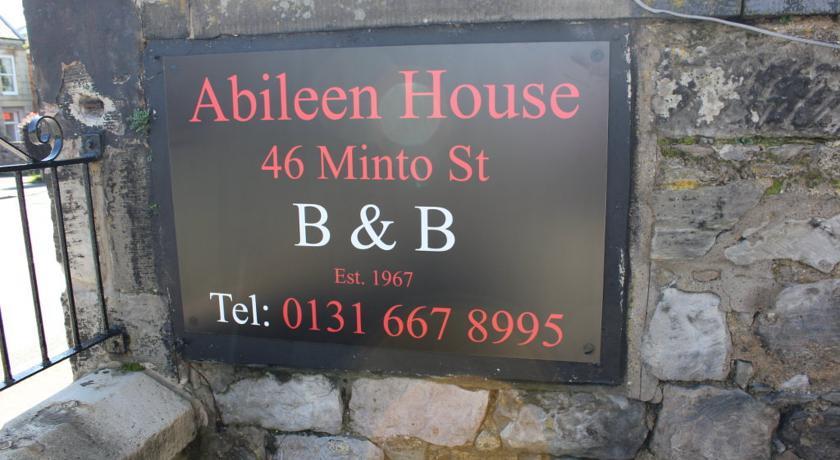 Abileen House
46 Minto St
B & B
Est. 1967
Tel: 0131 667 8995